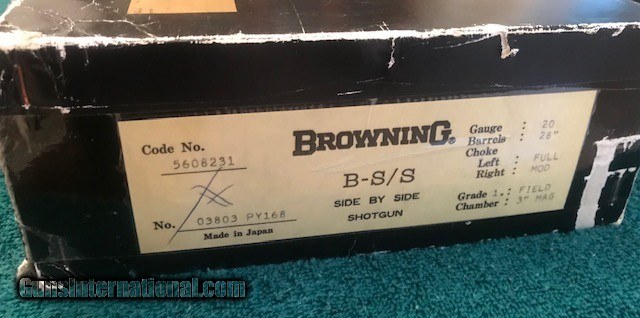 Code No.
5608231
No. 03803 PY168
Made in Japan
BROWNING®
B-S/S
SIDE BY SIDE
SHOTGUN
Gauge : 20
Barrels : 28"
Choke
Left : FULL
Right : MOD
Grade 1.: FIELD
Chamber : 3" MAG
GunsInternational.com